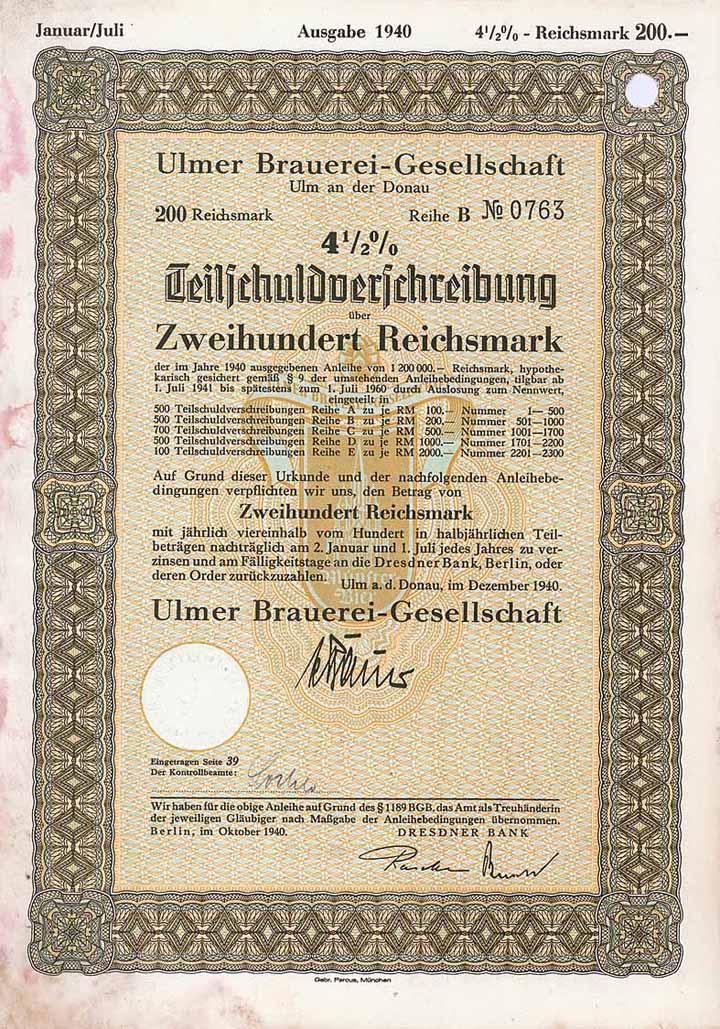 Januar/Juli Ausgabe 1940 4½% - Reichsmark 200.—
Ulmer Brauerei-Gesellschaft
Ulm an der Donau
200 Reichsmark Reihe B № 0763
4½%
Teilschuldverschreibung
über
Zweihundert Reichsmark
der im Jahre 1940 ausgegebenen Anleihe von 1 200 000.— Reichsmark, hypothe-
karisch gesichert gemäß § 9 der umstehenden Anleihebedingungen, tilgbar ab
1. Juli 1941 bis spätestens zum 1. Juli 1960 durch Auslosung zum Nennwert,
eingeteilt in
500 Teilschuldverschreibungen Reihe A zu je RM 100.— Nummer 1—500
500 Teilschuldverschreibungen Reihe B zu je RM 200.— Nummer 501—1000
700 Teilschuldverschreibungen Reihe C zu je RM 500.— Nummer 1001—1700
500 Teilschuldverschreibungen Reihe D zu je RM 1000.— Nummer 1701—2200
100 Teilschuldverschreibungen Reihe E zu je RM 2000.— Nummer 2201—2300
Auf Grund dieser Urkunde und der nachfolgenden Anleihebe-
dingungen verpflichten wir uns, den Betrag von
Zweihundert Reichsmark
mit jährlich viereinhalb vom Hundert in halbjährlichen Teil-
beträgen nachträglich am 2. Januar und 1. Juli jedes Jahres zu ver-
zinsen und am Fälligkeitstage an die Dresdner Bank, Berlin, oder
deren Order zurückzuzahlen. Ulm a. d. Donau, im Dezember 1940.
Ulmer Brauerei-Gesellschaft
Eingetragen Seite 39
Der Kontrollbeamte:
Wir haben für die obige Anleihe auf Grund des § 1189 BGB, das Amt als Treuhänderin
der jeweiligen Gläubiger nach Maßgabe der Anleihebedingungen übernommen.
Berlin, im Oktober 1940. DRESDNER BANK
Gebr. Parcus, München